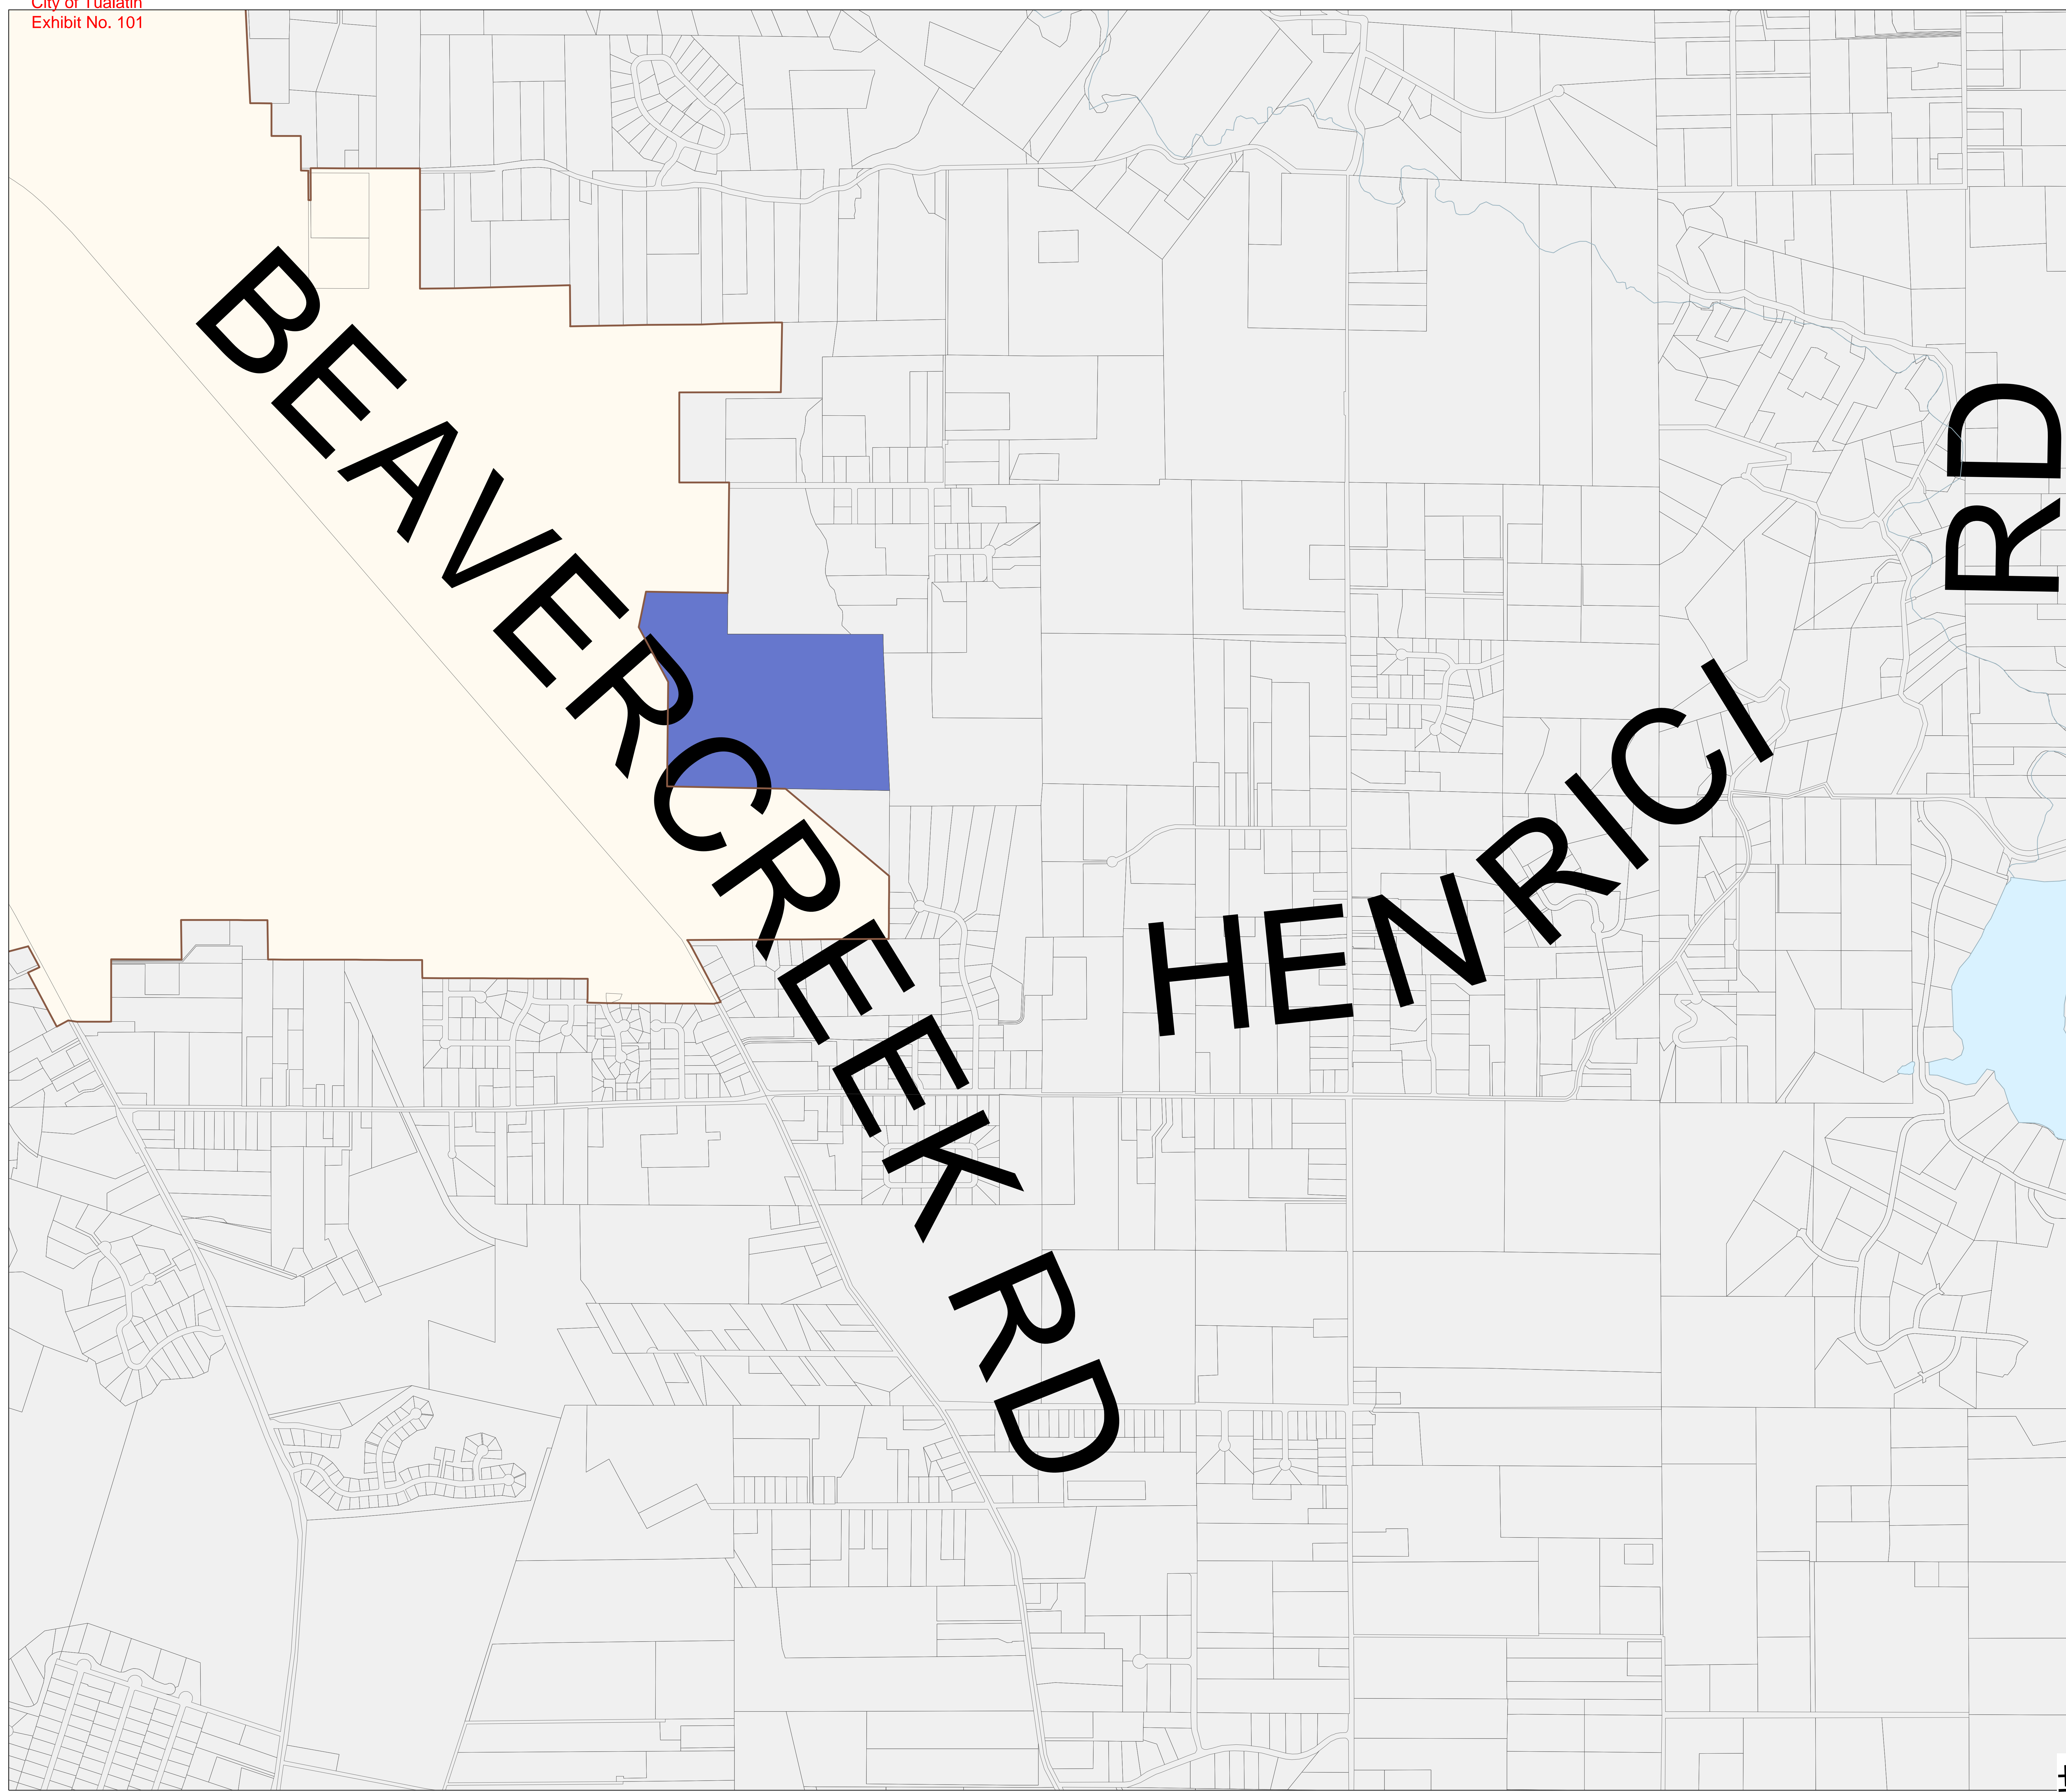 City of Tualatin
Exhibit No. 101
BEAVERCREEK RD
HENRICI
RD